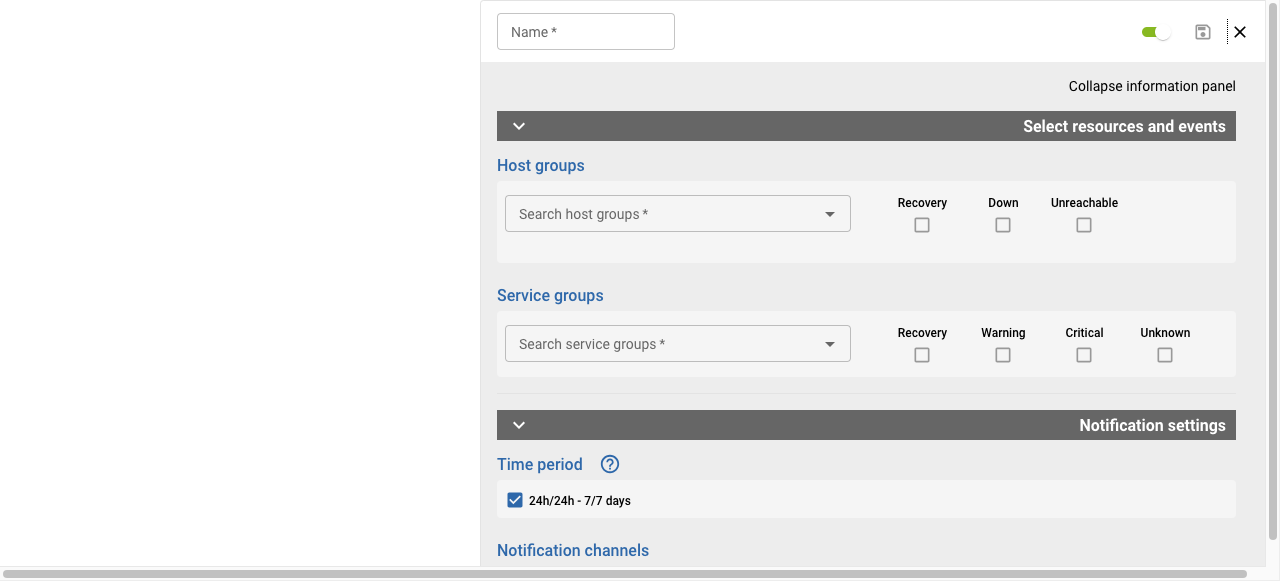 Name *
Collapse information panel
Select resources and events
Host groups
Search host groups *
Recovery Down Unreachable
Service groups
Search service groups *
Recovery Warning Critical Unknown
Notification settings
Time period
24h/24h - 7/7 days
Notification channels